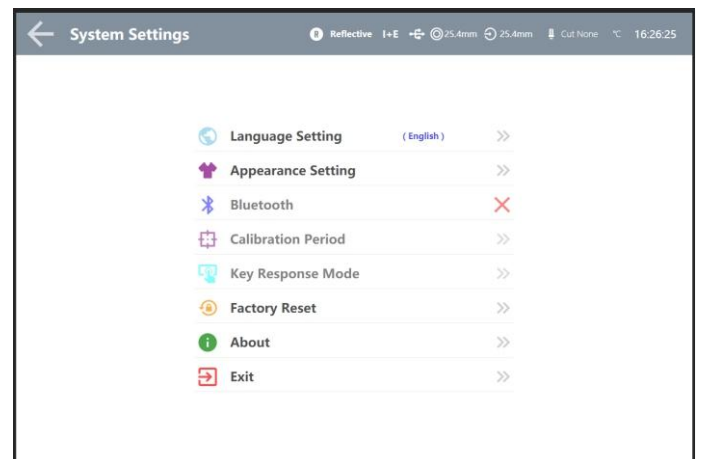 System Settings R Reflective I+E 25.4mm 25.4mm Cut None ℃ 16:26:25
Language Setting ( English )
Appearance Setting
Bluetooth
Calibration Period
Key Response Mode
Factory Reset
About
Exit